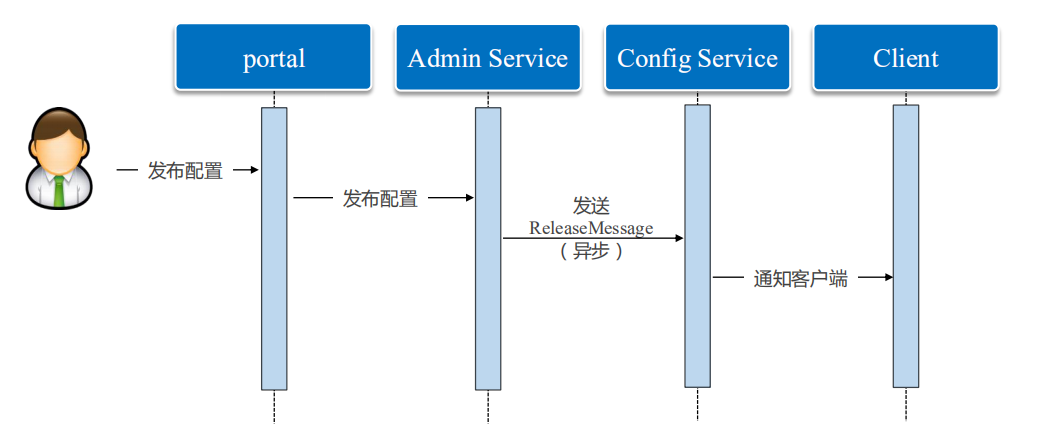 portal
Admin Service
Config Service
Client
发布配置
发布配置
发送
ReleaseMessage
（异步）
通知客户端